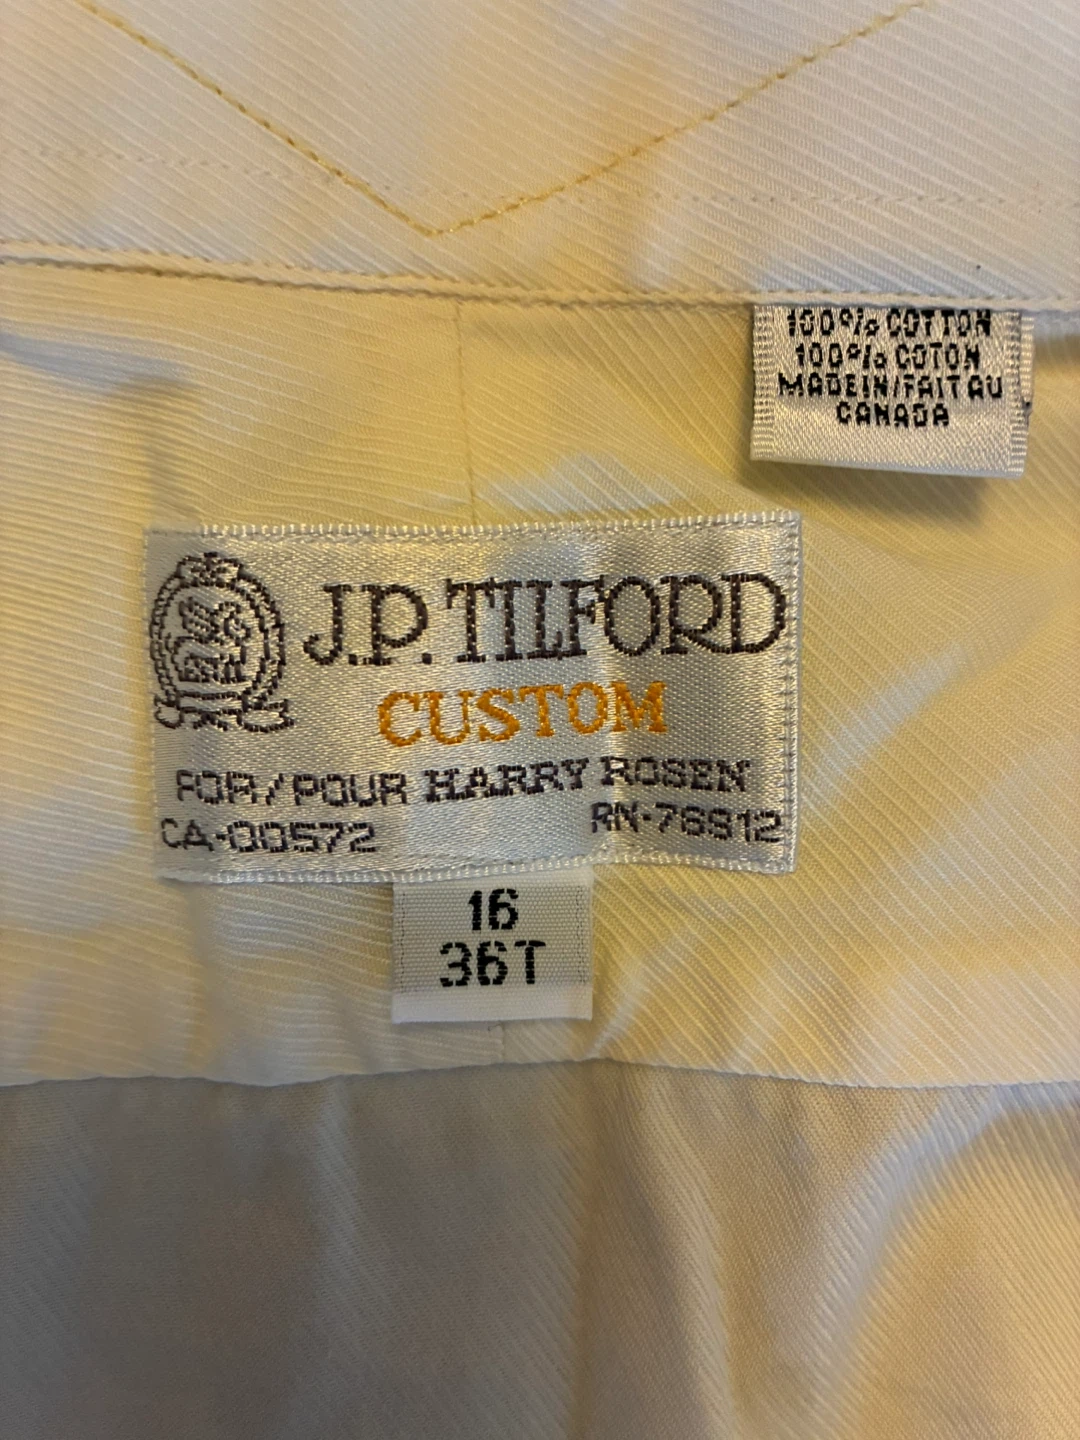 100% COTTON
100% COTON
MADE IN/FAIT AU
CANADA
J.P. TILFORD
CUSTOM
FOR/POUR HARRY ROSEN
CA-00572 RN-76912
16
36T